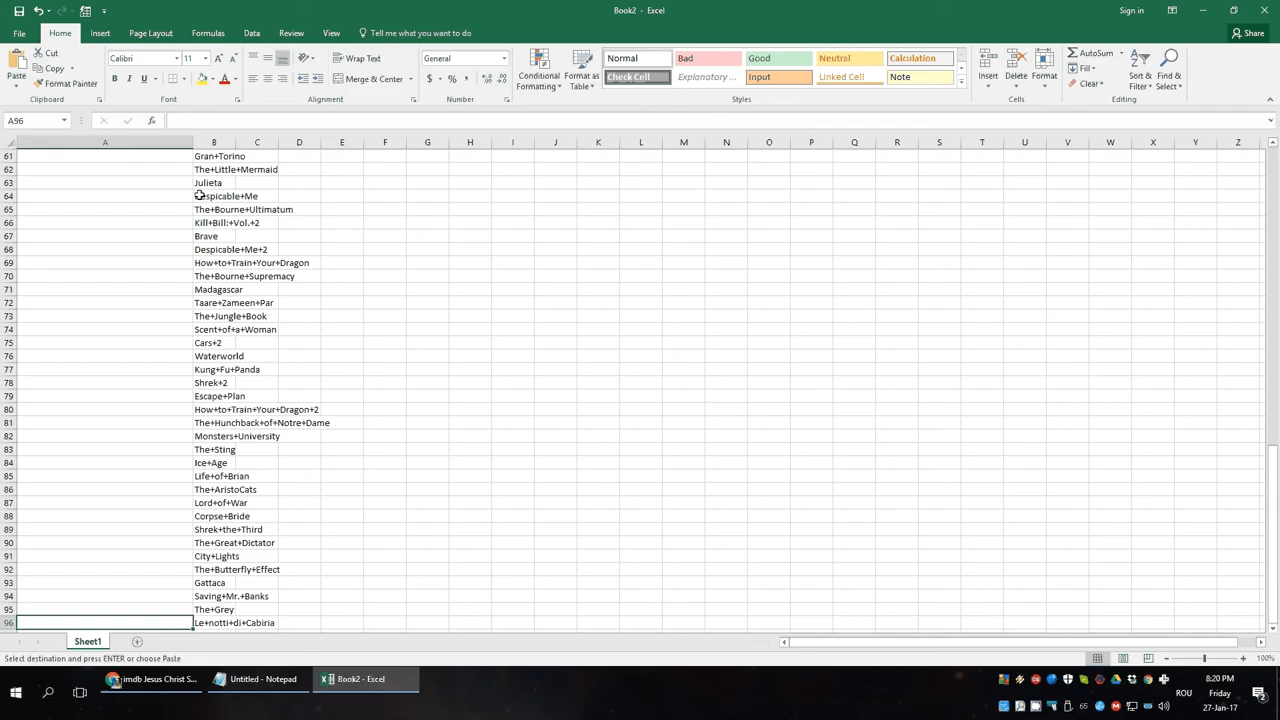 Book2 - Excel
Sign in
File
Home
Insert
Page Layout
Formulas
Data
Review
View
Tell me what you want to do
Share
Paste
Cut
Copy
Format Painter
Clipboard
Calibri
11
B I U
Font
Wrap Text
Merge & Center
Alignment
General
$ % ,
Number
Conditional Formatting
Format as Table
Normal
Bad
Good
Neutral
Calculation
Check Cell
Explanatory ...
Input
Linked Cell
Note
Styles
Insert
Delete
Format
Cells
AutoSum
Fill
Clear
Sort & Filter
Find & Select
Editing
A96
fx
A B C D E F G H I J K L M N O P Q R S T U V W X Y Z
61 Gran+Torino
62 The+Little+Mermaid
63 Julieta
64 Despicable+Me
65 The+Bourne+Ultimatum
66 Kill+Bill:+Vol.+2
67 Brave
68 Despicable+Me+2
69 How+to+Train+Your+Dragon
70 The+Bourne+Supremacy
71 Madagascar
72 Taare+Zameen+Par
73 The+Jungle+Book
74 Scent+of+a+Woman
75 Cars+2
76 Waterworld
77 Kung+Fu+Panda
78 Shrek+2
79 Escape+Plan
80 How+to+Train+Your+Dragon+2
81 The+Hunchback+of+Notre+Dame
82 Monsters+University
83 The+Sting
84 Ice+Age
85 Life+of+Brian
86 The+AristoCats
87 Lord+of+War
88 Corpse+Bride
89 Shrek+the+Third
90 The+Great+Dictator
91 City+Lights
92 The+Butterfly+Effect
93 Gattaca
94 Saving+Mr.+Banks
95 The+Grey
96 Le+notti+di+Cabiria
Sheet1
Select destination and press ENTER or choose Paste
100%
imdb Jesus Christ S...
Untitled - Notepad
Book2 - Excel
65
ROU
8:20 PM
Friday
27-Jan-17
2